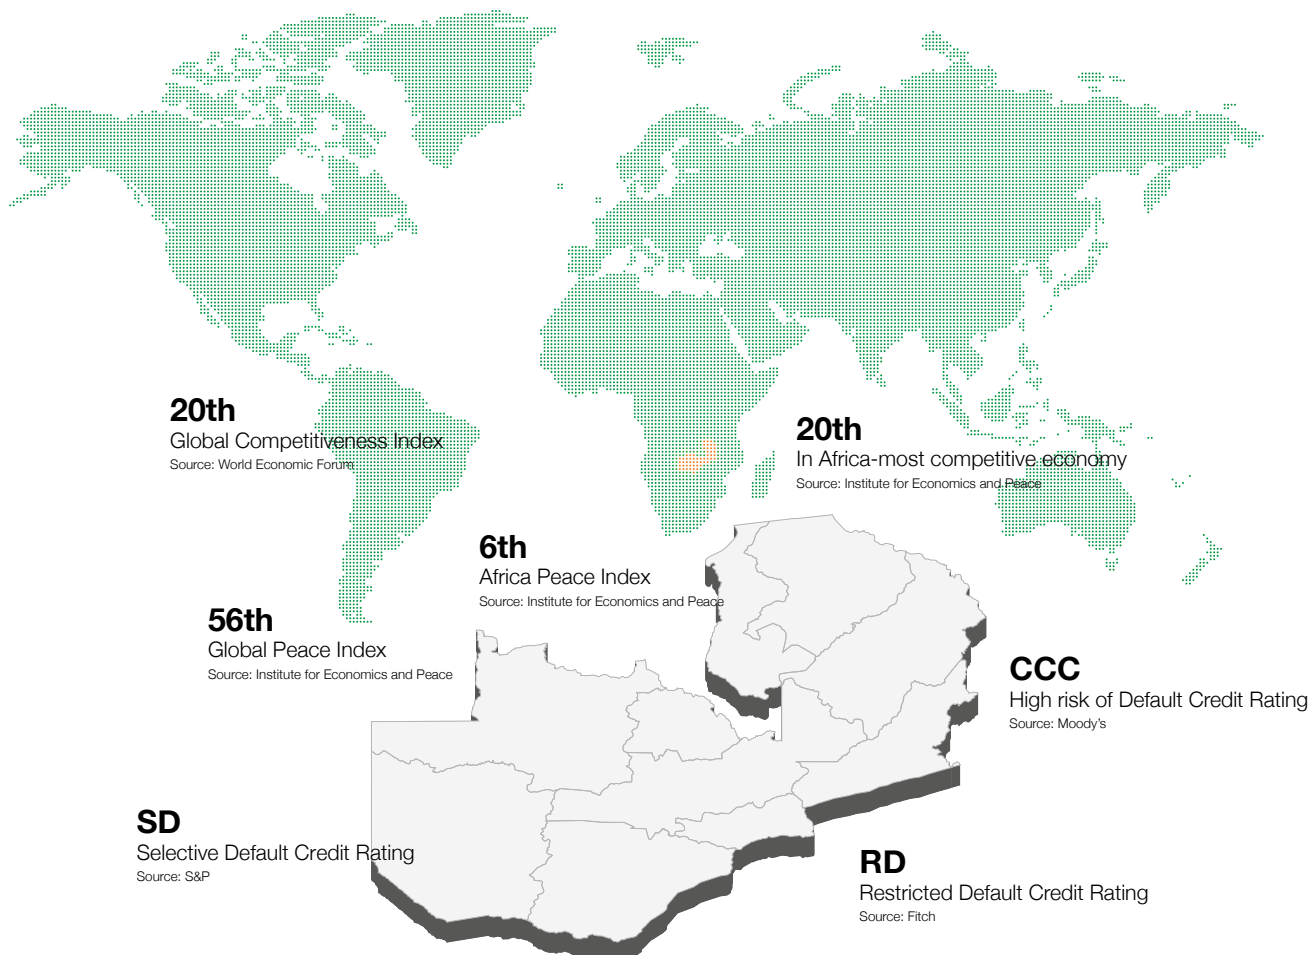 20th
Global Competitiveness Index
Source: World Economic Forum
20th
In Africa-most competitive economy
Source: Institute for Economics and Peace
6th
Africa Peace Index
Source: Institute for Economics and Peace
56th
Global Peace Index
Source: Institute for Economics and Peace
CCC
High risk of Default Credit Rating
Source: Moody's
SD
Selective Default Credit Rating
Source: S&P
RD
Restricted Default Credit Rating
Source: Fitch